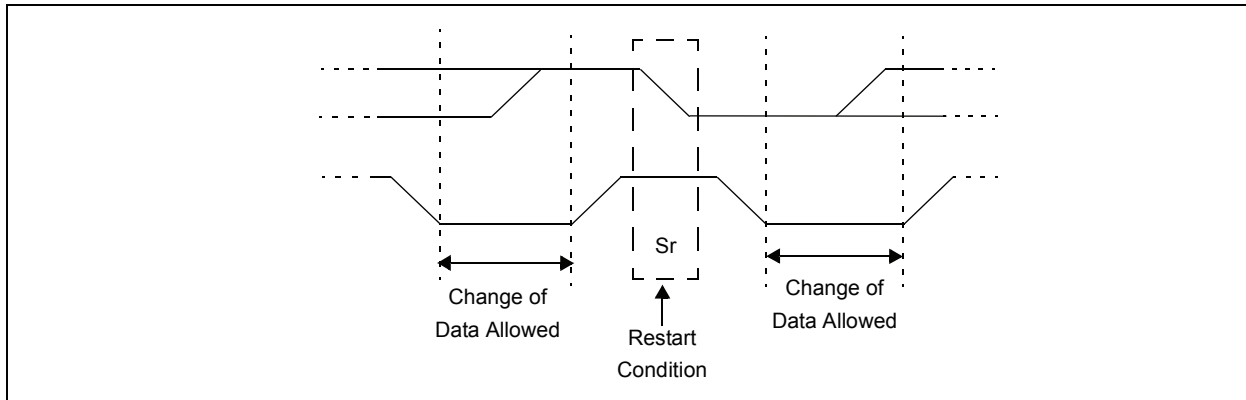 Sr
Change of
Data Allowed
Restart
Condition
Change of
Data Allowed